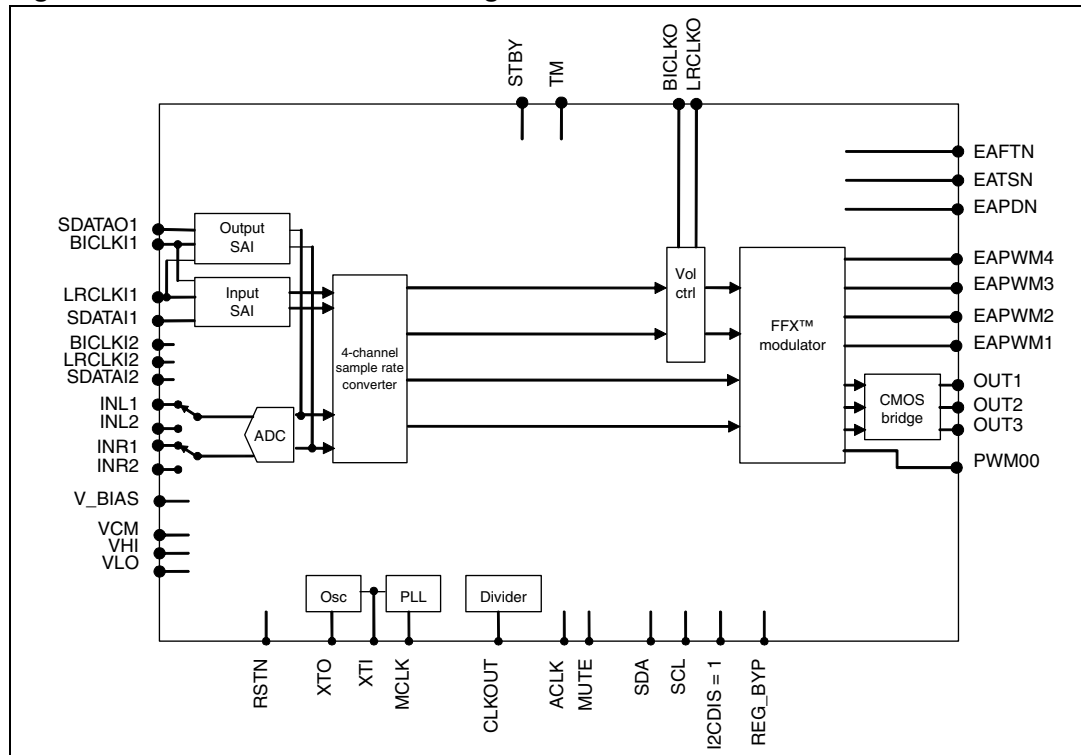 STBY
TM
BICLKO
LRCLKO
EAFTN
EATSN
EAPDN
SDATAO1
BICLKI1
LRCLKI1
SDATAI1
BICLKI2
LRCLKI2
SDATAI2
INL1
INL2
INR1
INR2
V_BIAS
VCM
VHI
VLO
Output
SAI
Input
SAI
ADC
4-channel
sample rate
converter
Vol
ctrl
FFX™
modulator
CMOS
bridge
EAPWM4
EAPWM3
EAPWM2
EAPWM1
OUT1
OUT2
OUT3
PWM00
Osc
PLL
Divider
RSTN
XTO
XTI
MCLK
CLKOUT
ACLK
MUTE
SDA
SCL
I2CDIS = 1
REG_BYP